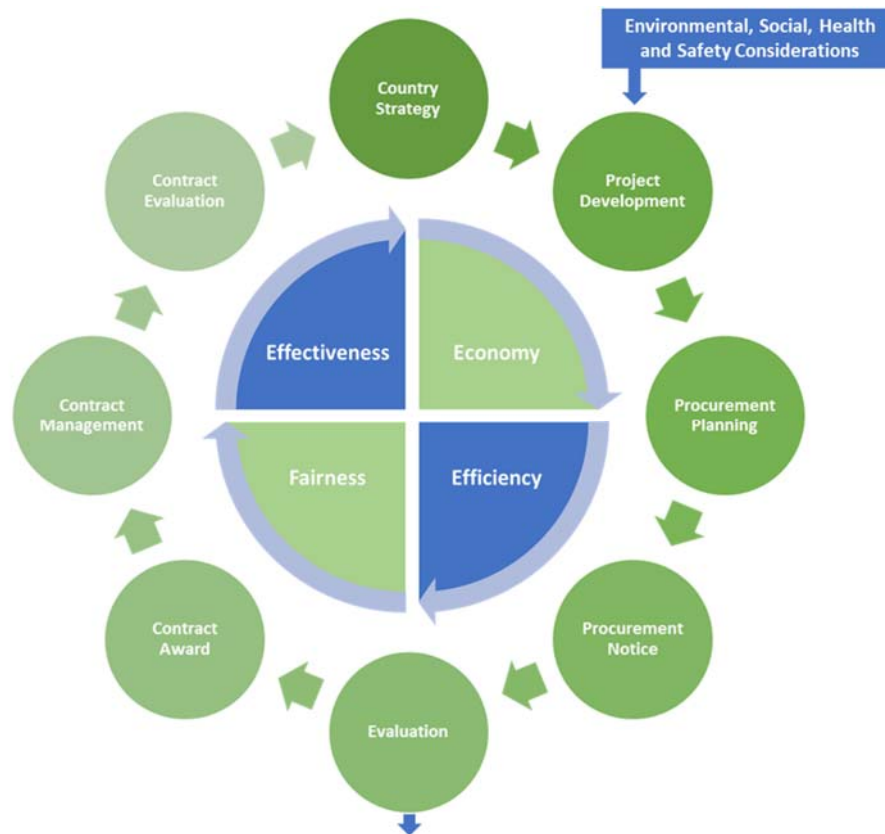 Environmental, Social, Health
and Safety Considerations
Country
Strategy
Project
Development
Procurement
Planning
Procurement
Notice
Evaluation
Contract
Award
Contract
Management
Contract
Evaluation
Effectiveness
Economy
Fairness
Efficiency